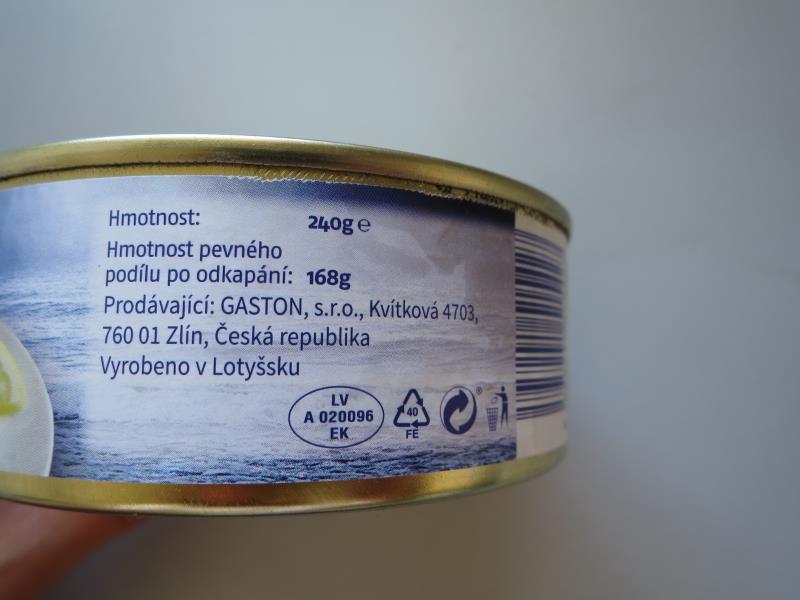 Hmotnost: 240g ℮
Hmotnost pevného
podílu po odkapání: 168g
Prodávající: GASTON, s.r.o., Kvítková 4703,
760 01 Zlín, Česká republika
Vyrobeno v Lotyšsku
LV
A 020096
EK
40
FE
®